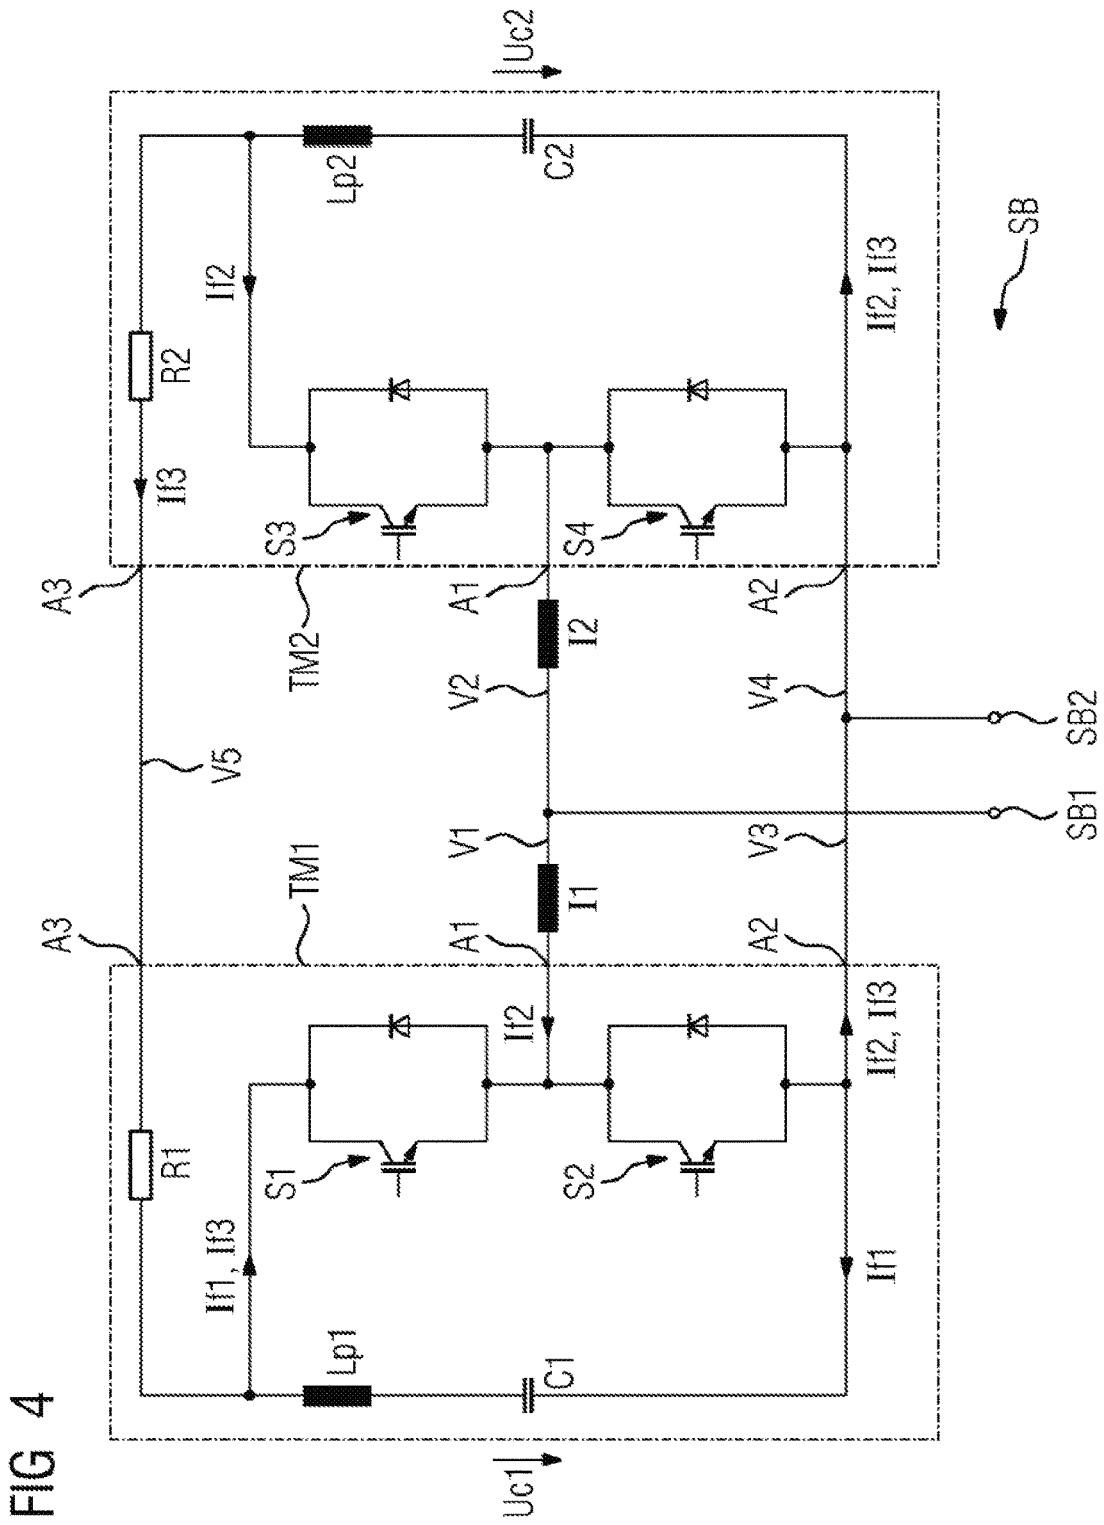 FIG 4
Uc1
Uc2
TM1
TM2
SB
A3
A3
V5
R1
R2
If3
If1, If3
If2
Lp1
Lp2
S1
S3
C1
C2
If2
A1
A1
I1
V1
V2
I2
S2
S4
If1
If2, If3
A2
A2
V3
V4
If2, If3
SB1
SB2